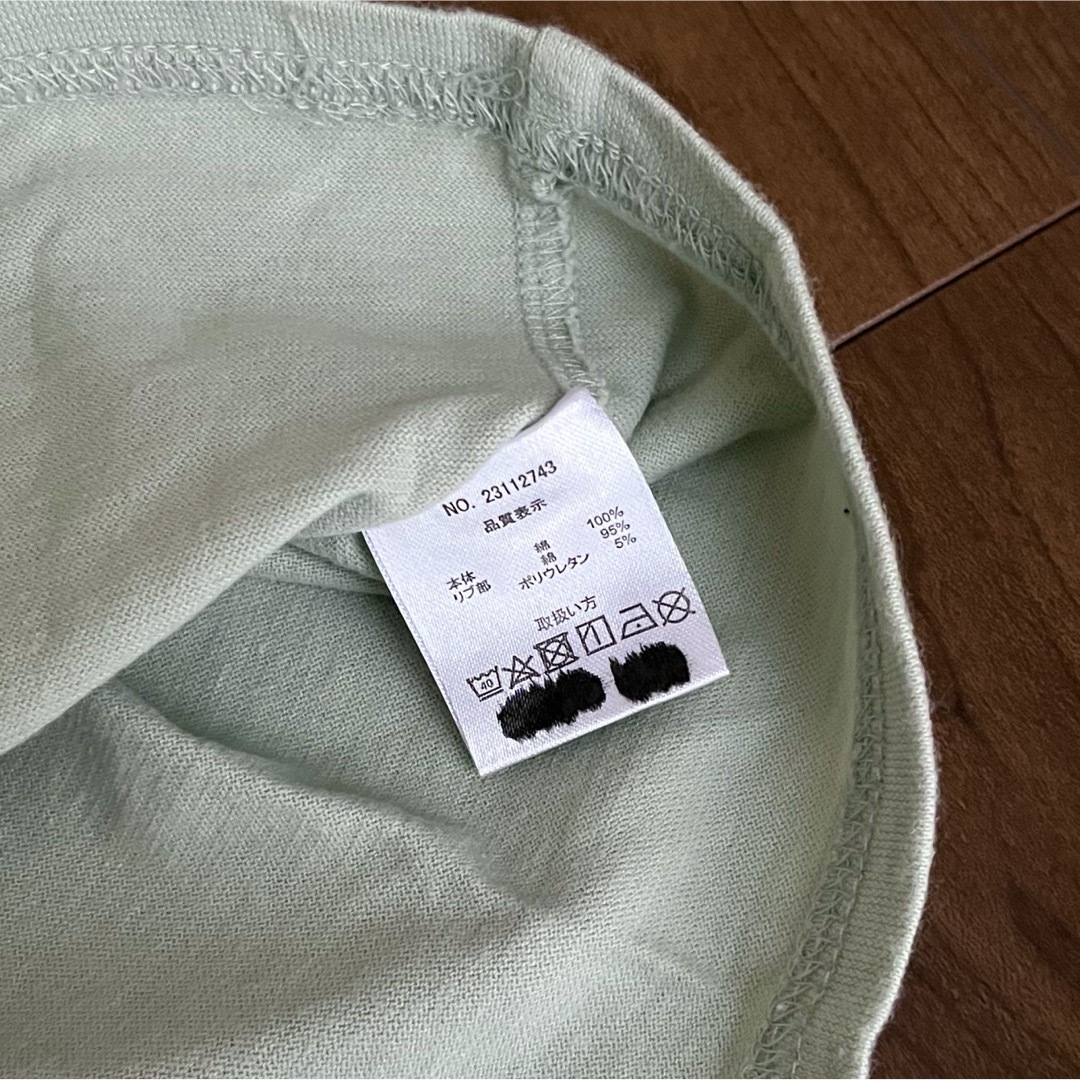 NO. 23112743
品質表示
本体 綿 100%
リブ部 綿 95%
ポリウレタン 5%
取扱い方
40